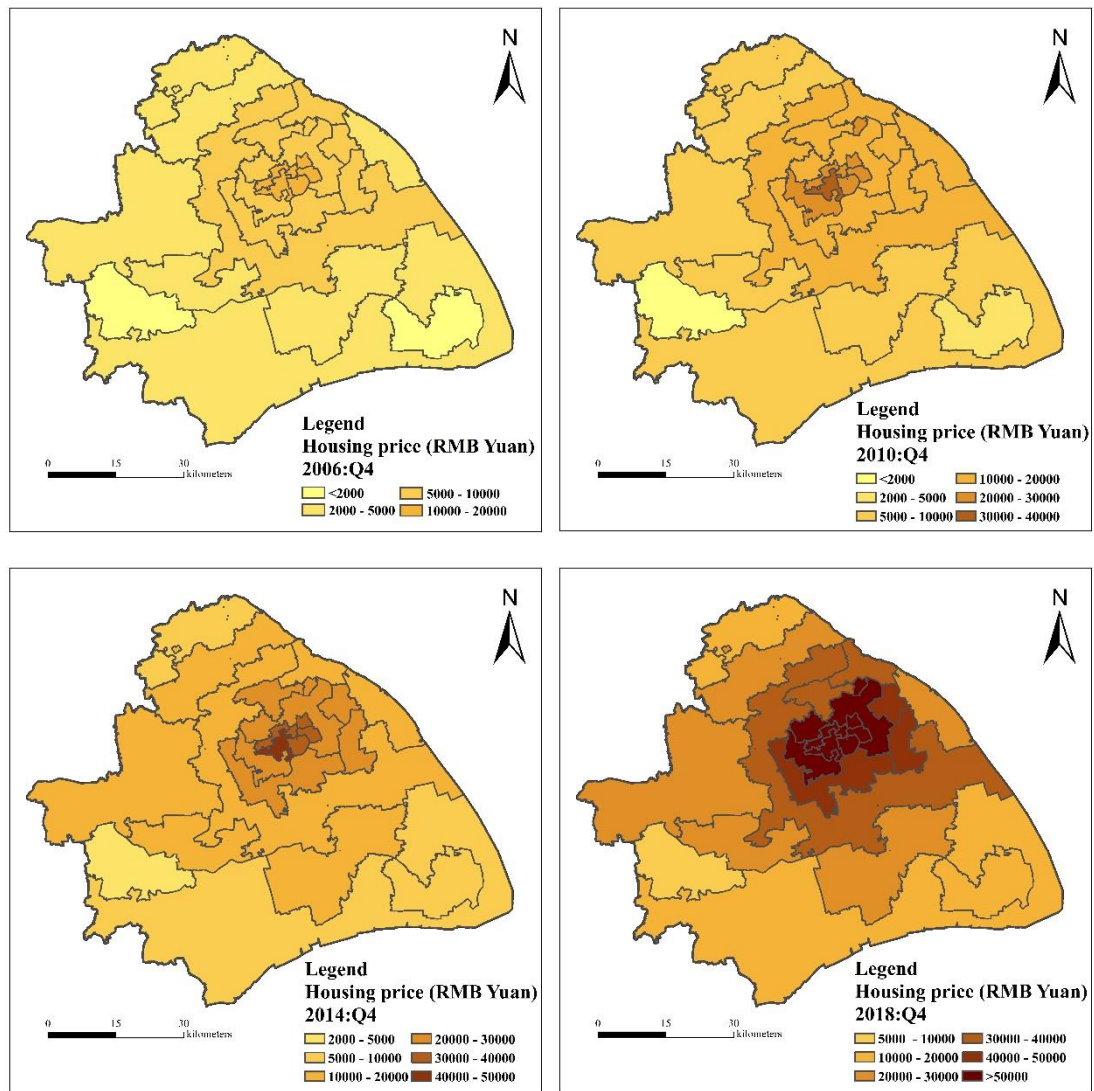 N
Legend
Housing price (RMB Yuan)
2006:Q4
0 15 30
kilometers
<2000 5000 - 10000
2000 - 5000 10000 - 20000
N
Legend
Housing price (RMB Yuan)
2010:Q4
0 15 30
kilometers
<2000 10000 - 20000
2000 - 5000 20000 - 30000
5000 - 10000 30000 - 40000
N
Legend
Housing price (RMB Yuan)
2014:Q4
0 15 30
kilometers
2000 - 5000 20000 - 30000
5000 - 10000 30000 - 40000
10000 - 20000 40000 - 50000
N
Legend
Housing price (RMB Yuan)
2018:Q4
0 15 30
kilometers
5000 - 10000 30000 - 40000
10000 - 20000 40000 - 50000
20000 - 30000 >50000